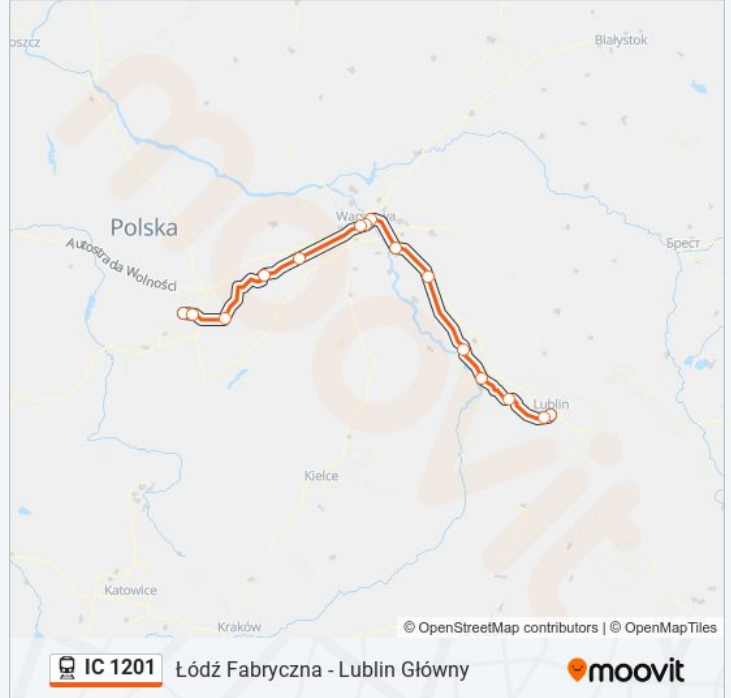 oszcz
Białystok
Warszawa
Polska
Брест
Autostrada Wolności
Lublin
Kielce
Katowice
Kraków
© OpenStreetMap contributors | © OpenMapTiles
IC 1201 Łódź Fabryczna - Lublin Główny
moovit
moovit